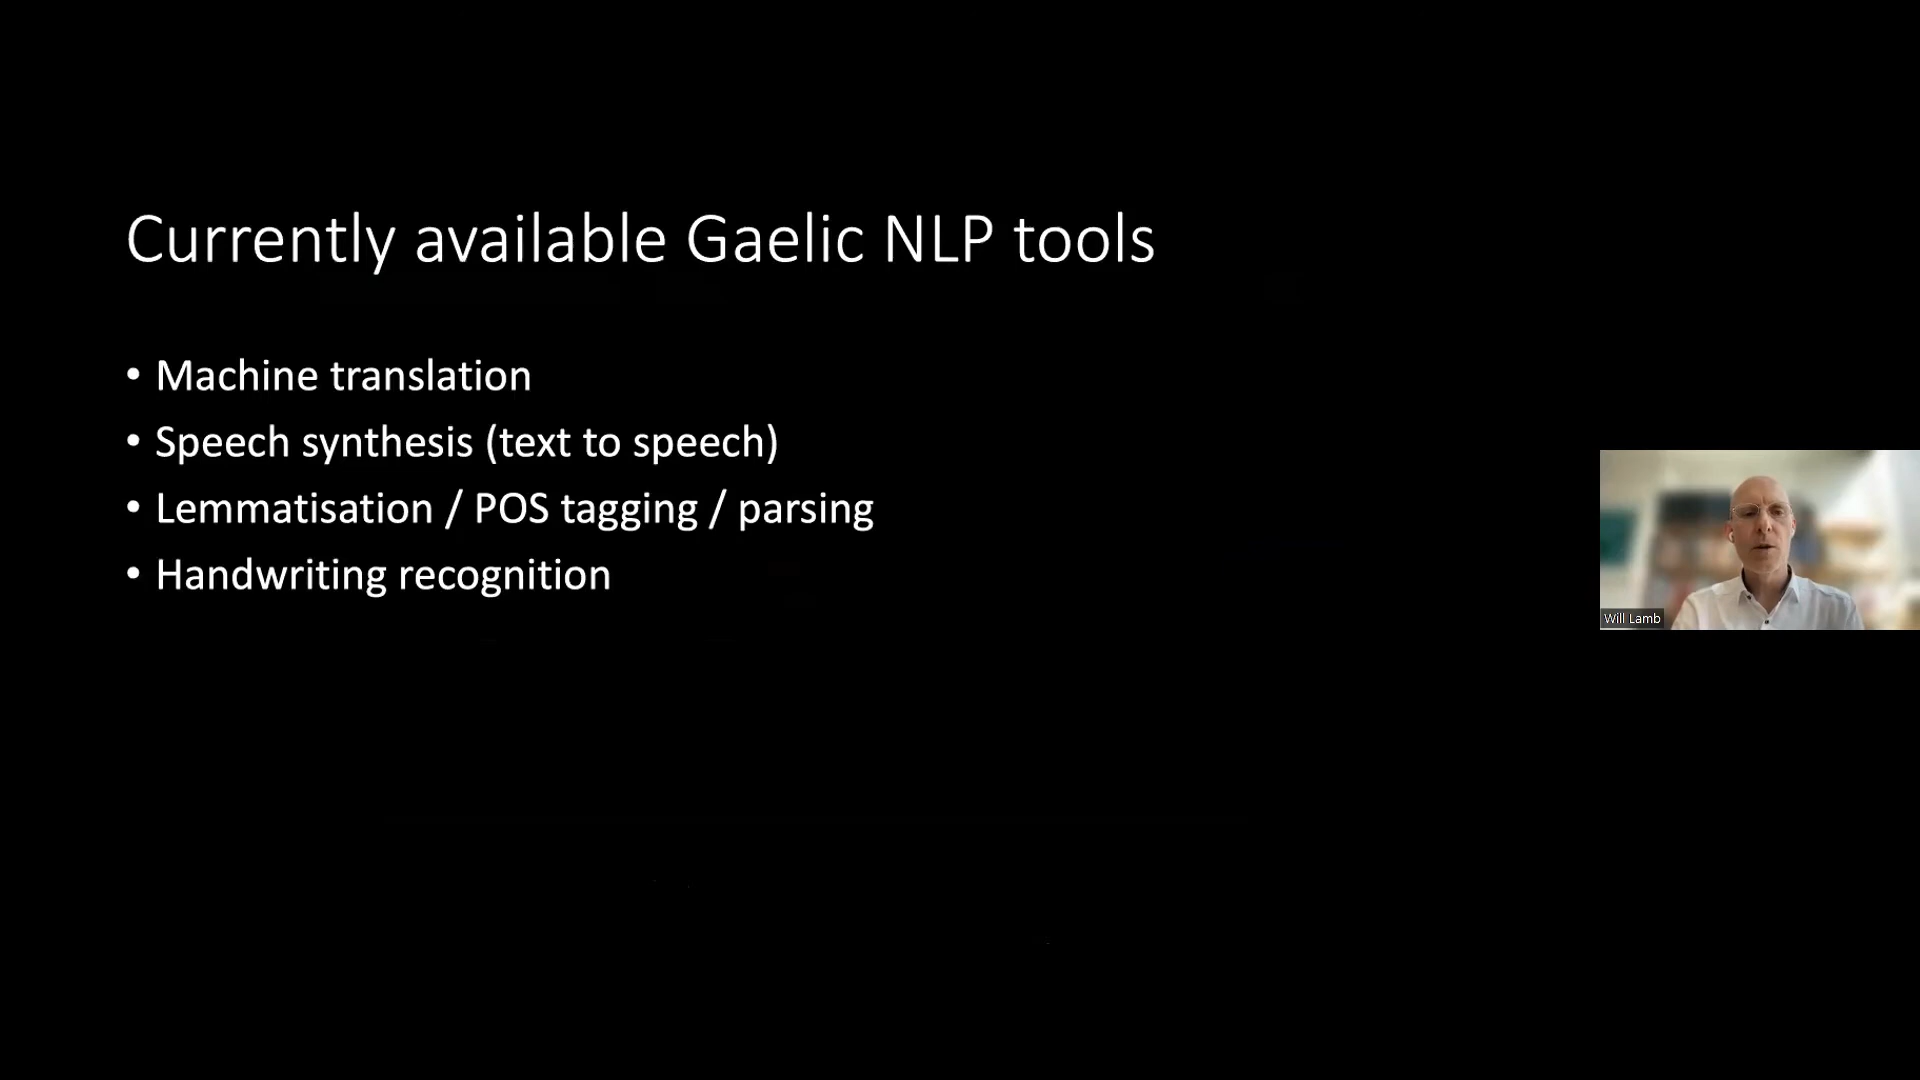 Currently available Gaelic NLP tools
• Machine translation
• Speech synthesis (text to speech)
• Lemmatisation / POS tagging / parsing
• Handwriting recognition
Will Lamb